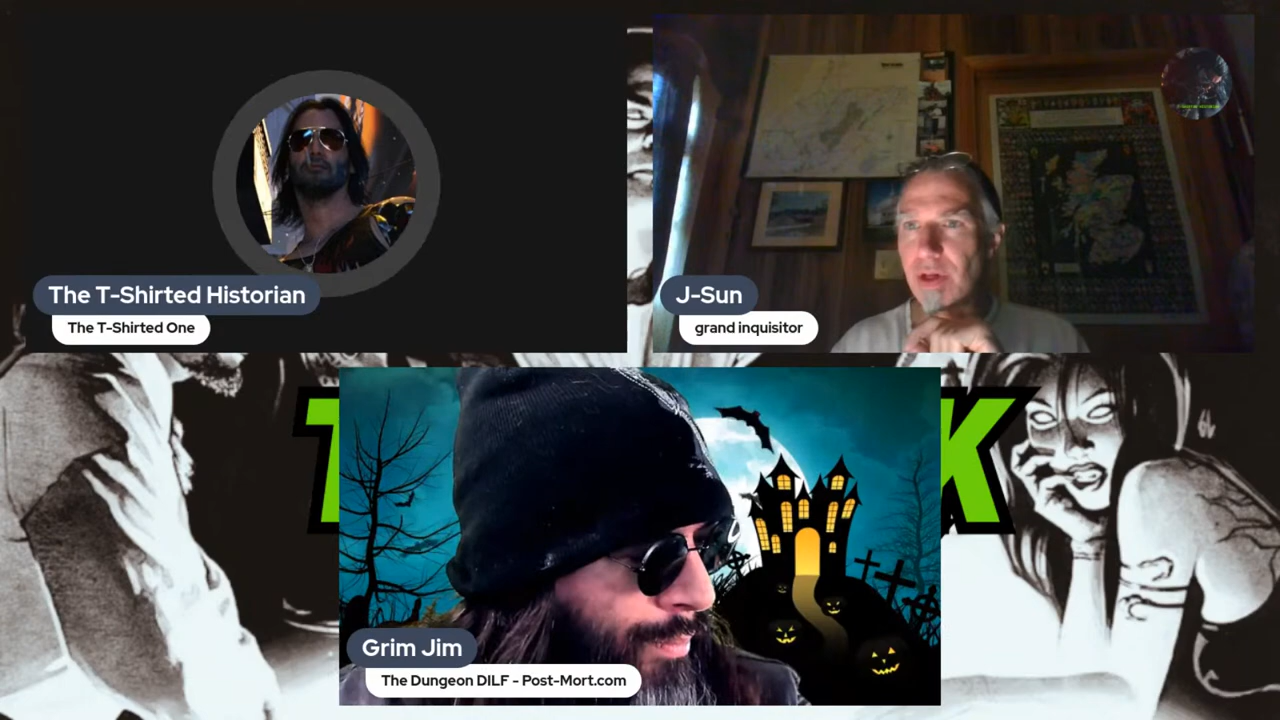 The T-Shirted Historian
The T-Shirted One
J-Sun
grand inquisitor
T
K
Grim Jim
The Dungeon DILF - Post-Mort.com